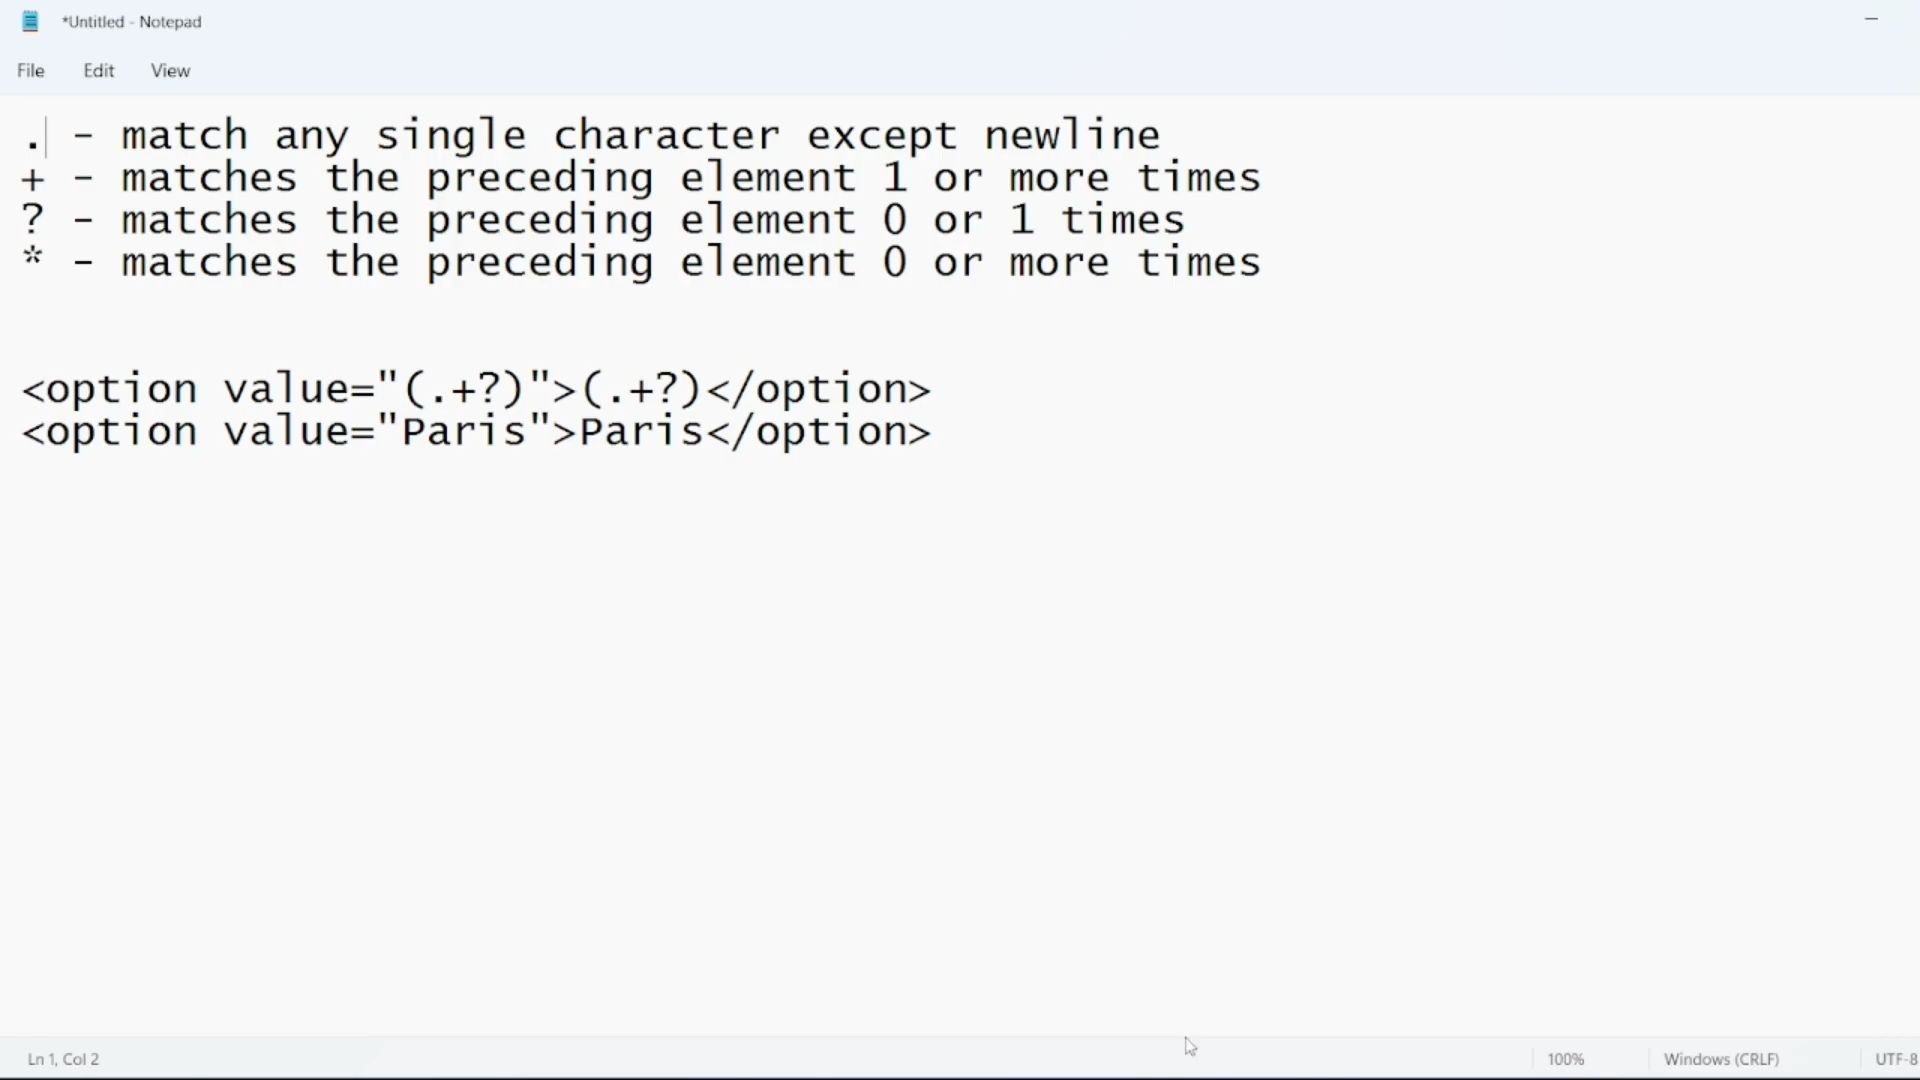 *Untitled - Notepad
File Edit View
. - match any single character except newline
+ - matches the preceding element 1 or more times
? - matches the preceding element 0 or 1 times
* - matches the preceding element 0 or more times
<option value="(.+?)">(.+?)</option>
<option value="Paris">Paris</option>
Ln 1, Col 2 100% Windows (CRLF) UTF-8